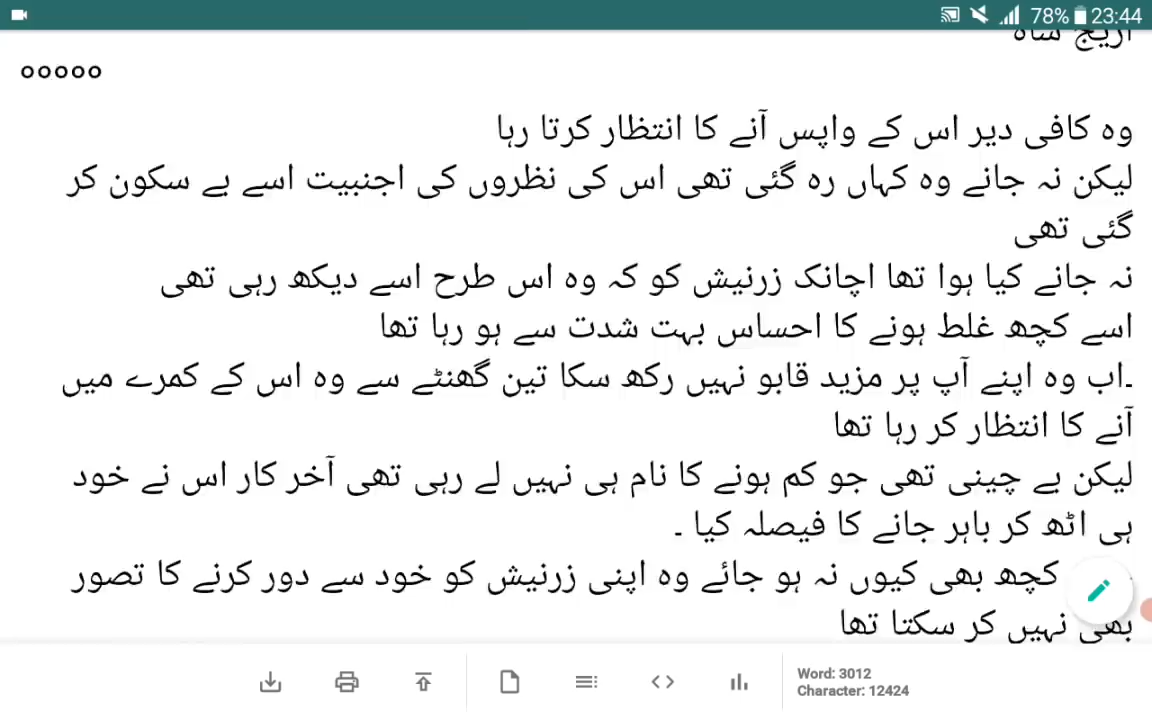 78% 23:44
اریج شاہ
ooooo
وہ کافی دیر اس کے واپس آنے کا انتظار کرتا رہا
لیکن نہ جانے وہ کہاں رہ گئی تھی اس کی نظروں کی اجنبیت اسے بے سکون کر
گئی تھی
نہ جانے کیا ہوا تھا اچانک زرنیش کو کہ وہ اس طرح اسے دیکھ رہی تھی
اسے کچھ غلط ہونے کا احساس بہت شدت سے ہو رہا تھا
۔اب وہ اپنے آپ پر مزید قابو نہیں رکھ سکا تین گھنٹے سے وہ اس کے کمرے میں
آنے کا انتظار کر رہا تھا
لیکن بے چینی تھی جو کم ہونے کا نام ہی نہیں لے رہی تھی آخر کار اس نے خود
ہی اٹھ کر باہر جانے کا فیصلہ کیا ۔
کچھ بھی کیوں نہ ہو جائے وہ اپنی زرنیش کو خود سے دور کرنے کا تصور
بھی نہیں کر سکتا تھا
Word: 3012
Character: 12424